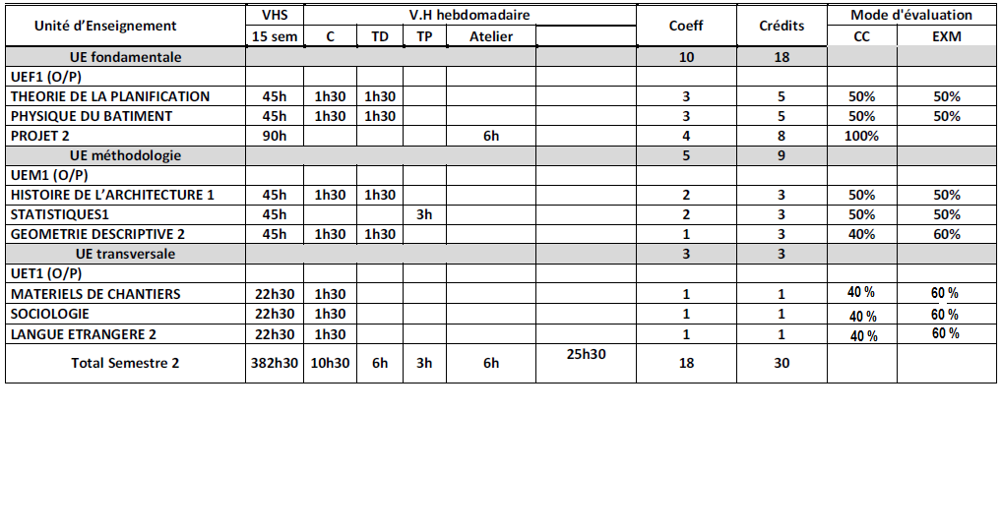 Unité d'Enseignement VHS V.H hebdomadaire Coeff Crédits Mode d'évaluation
15 sem C TD TP Atelier CC EXM
UE fondamentale 10 18
UEF1 (O/P)
THEORIE DE LA PLANIFICATION 45h 1h30 1h30 3 5 50% 50%
PHYSIQUE DU BATIMENT 45h 1h30 1h30 3 5 50% 50%
PROJET 2 90h 6h 4 8 100%
UE méthodologie 5 9
UEM1 (O/P)
HISTOIRE DE L'ARCHITECTURE 1 45h 1h30 1h30 2 3 50% 50%
STATISTIQUES1 45h 3h 2 3 50% 50%
GEOMETRIE DESCRIPTIVE 2 45h 1h30 1h30 1 3 40% 60%
UE transversale 3 3
UET1 (O/P)
MATERIELS DE CHANTIERS 22h30 1h30 1 1 40 % 60 %
SOCIOLOGIE 22h30 1h30 1 1 40 % 60 %
LANGUE ETRANGERE 2 22h30 1h30 1 1 40 % 60 %
Total Semestre 2 382h30 10h30 6h 3h 6h 25h30 18 30